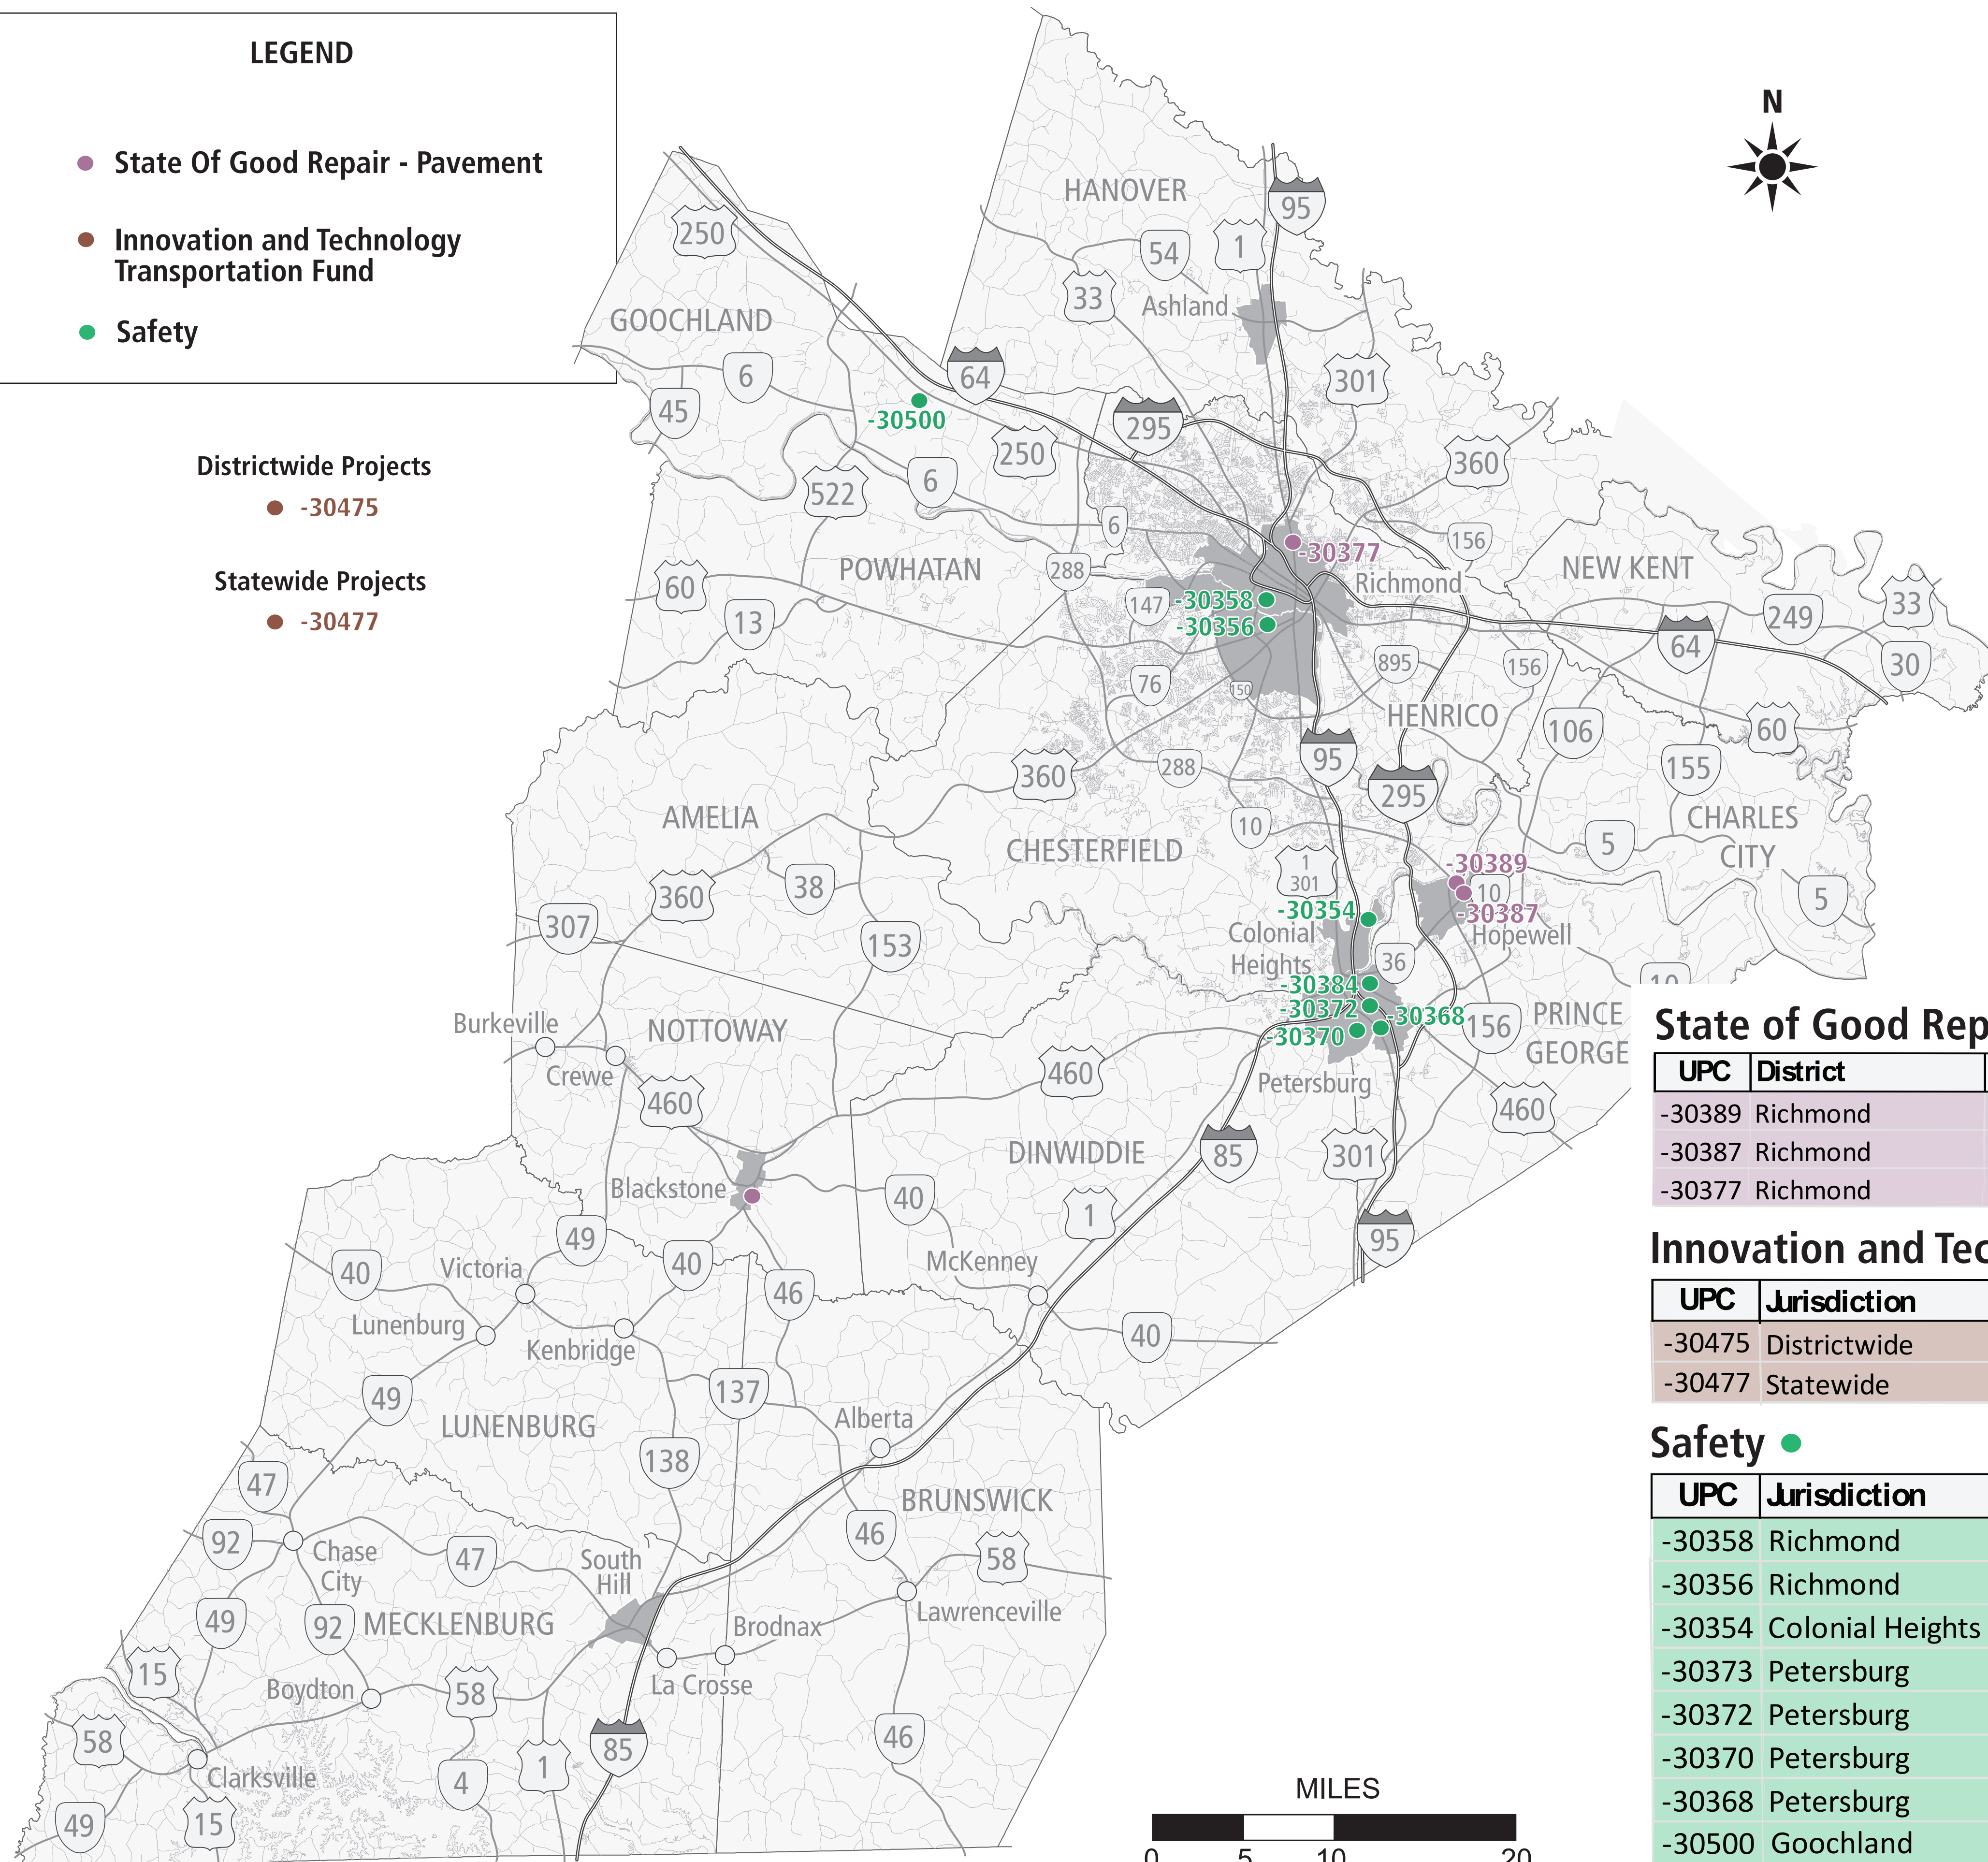 LEGEND
State Of Good Repair - Pavement
Innovation and Technology
Transportation Fund
Safety
Districtwide Projects
-30475
Statewide Projects
-30477
N
HANOVER
95
250
54
1
33
Ashland
GOOCHLAND
64
6
301
45
-30500
295
250
360
522
6
6
156
-30377
POWHATAN
288
NEW KENT
Richmond
60
147
-30358
33
249
13
-30356
64
895
156
30
76
150
HENRICO
106
60
95
360
288
155
295
AMELIA
10
CHARLES
CITY
CHESTERFIELD
5
1
301
-30389
38
10
360
5
-30354
-30387
307
Colonial
Heights
Hopewell
153
36
10
-30384
-30372
-30368
156
PRINCE
GEORGE
Burkeville
NOTTOWAY
-30370
Crewe
460
Petersburg
460
460
DINWIDDIE
85
301
Blackstone
40
1
49
95
40
Victoria
40
McKenney
46
Lunenburg
Kenbridge
40
49
137
Alberta
LUNENBURG
138
47
BRUNSWICK
92
46
Chase
City
47
South
Hill
58
49
92
MECKLENBURG
Brodnax
Lawrenceville
15
Boydton
58
La Crosse
58
85
46
Clarksville
4
1
49
15
MILES
0 5 10 20
State of Good Rep
UPC District
-30389 Richmond
-30387 Richmond
-30377 Richmond
Innovation and Tec
UPC Jurisdiction
-30475 Districtwide
-30477 Statewide
Safety
UPC Jurisdiction
-30358 Richmond
-30356 Richmond
-30354 Colonial Heights
-30373 Petersburg
-30372 Petersburg
-30370 Petersburg
-30368 Petersburg
-30500 Goochland